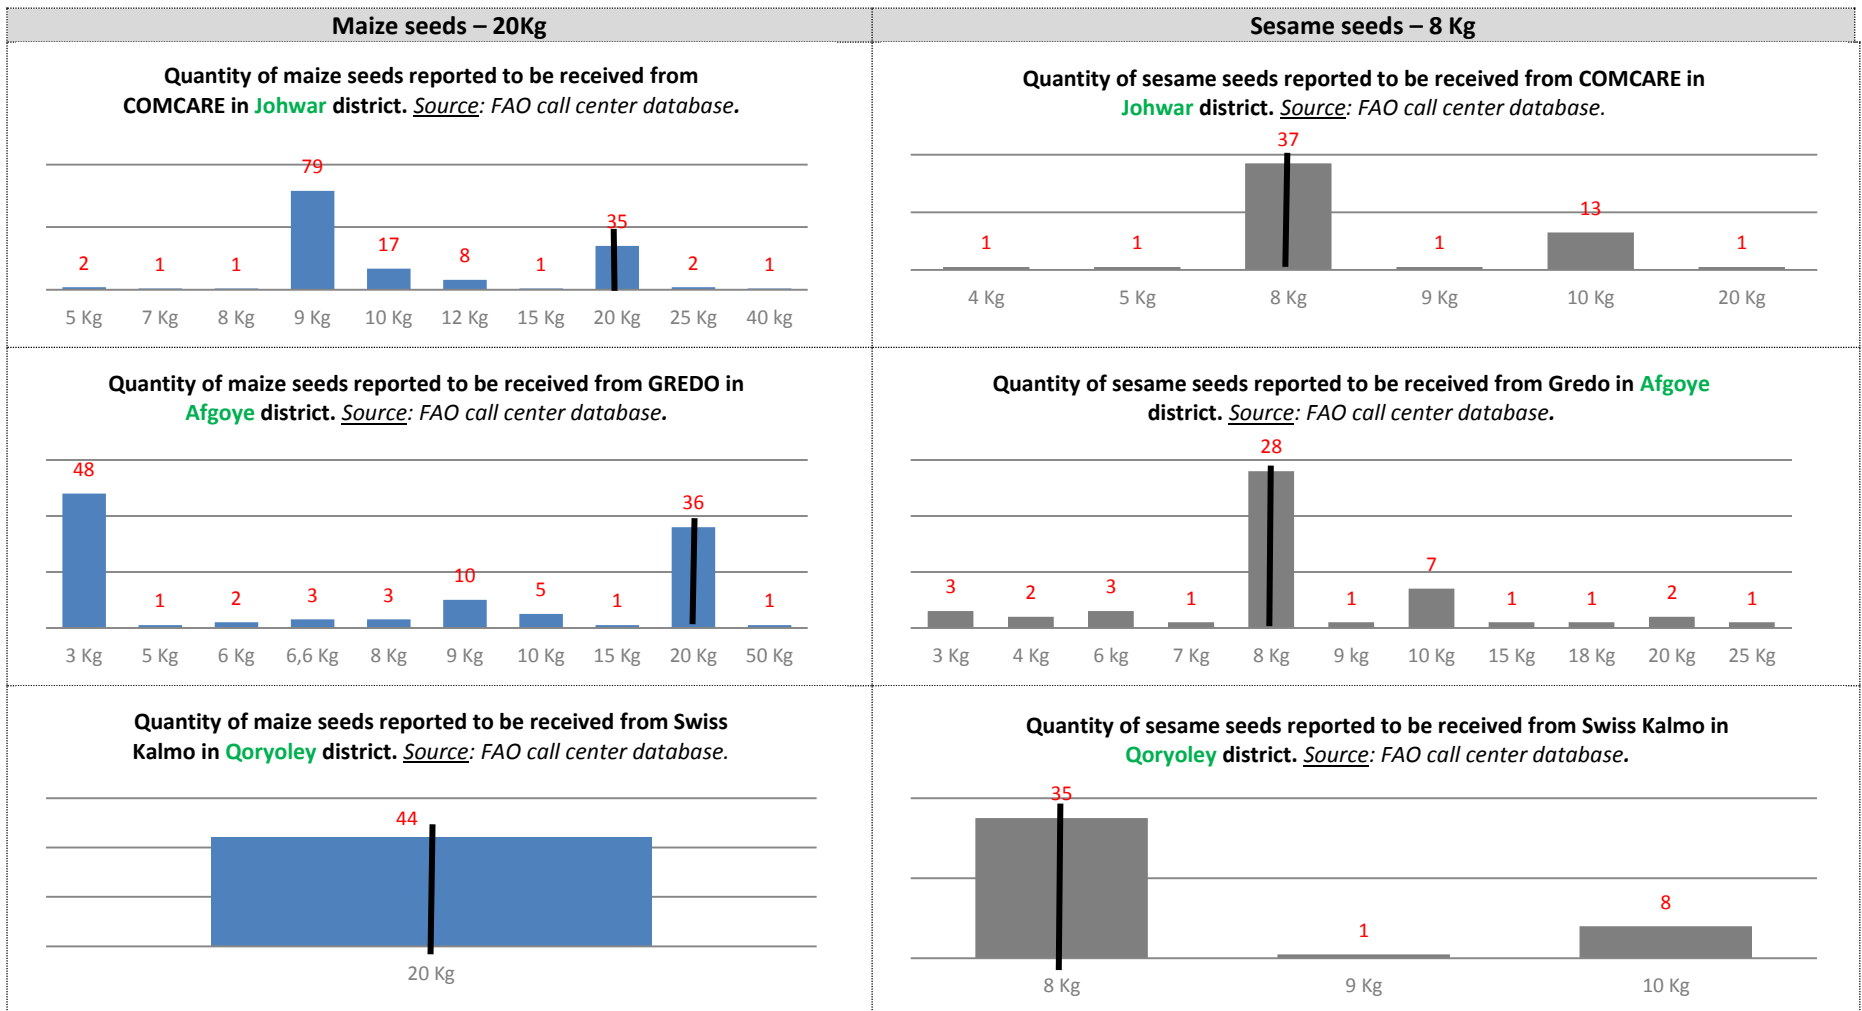 Maize seeds – 20Kg
Sesame seeds – 8 Kg
Quantity of maize seeds reported to be received from
COMCARE in Johwar district. Source: FAO call center database.
79
35
17
8
2
1
1
1
2
1
5 Kg 7 Kg 8 Kg 9 Kg 10 Kg 12 Kg 15 Kg 20 Kg 25 Kg 40 kg
Quantity of sesame seeds reported to be received from COMCARE in
Johwar district. Source: FAO call center database.
37
13
1
1
1
1
4 Kg 5 Kg 8 Kg 9 Kg 10 Kg 20 Kg
Quantity of maize seeds reported to be received from GREDO in
Afgoye district. Source: FAO call center database.
48
36
10
5
1
2
3
3
1
1
3 Kg 5 Kg 6 Kg 6,6 Kg 8 Kg 9 Kg 10 Kg 15 Kg 20 Kg 50 Kg
Quantity of sesame seeds reported to be received from Gredo in Afgoye
district. Source: FAO call center database.
28
7
3
2
3
1
1
1
1
2
1
3 Kg 4 Kg 6 kg 7 Kg 8 Kg 9 kg 10 Kg 15 Kg 18 Kg 20 Kg 25 Kg
Quantity of maize seeds reported to be received from Swiss
Kalmo in Qoryoley district. Source: FAO call center database.
44
20 Kg
Quantity of sesame seeds reported to be received from Swiss Kalmo in
Qoryoley district. Source: FAO call center database.
35
8
1
8 Kg 9 Kg 10 Kg